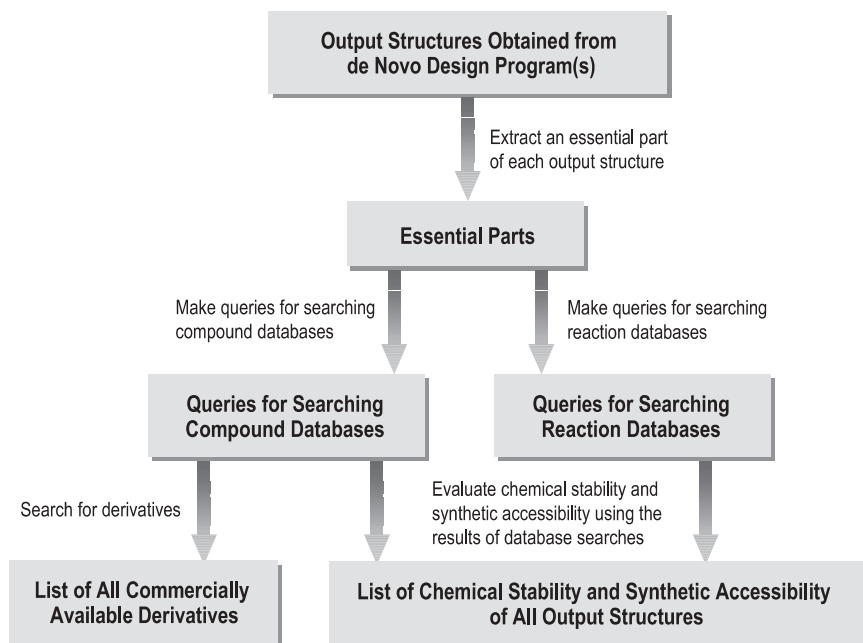 Output Structures Obtained from
de Novo Design Program(s)
Extract an essential part
of each output structure
Essential Parts
Make queries for searching
compound databases
Make queries for searching
reaction databases
Queries for Searching
Compound Databases
Queries for Searching
Reaction Databases
Search for derivatives
Evaluate chemical stability and
synthetic accessibility using the
results of database searches
List of All Commercially
Available Derivatives
List of Chemical Stability and Synthetic Accessibility
of All Output Structures